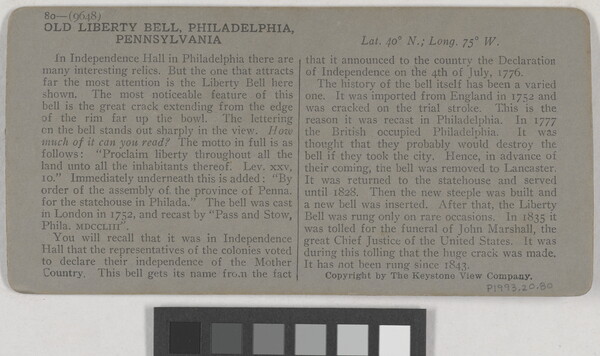 80—(9648)
OLD LIBERTY BELL, PHILADELPHIA,
PENNSYLVANIA
In Independence Hall in Philadelphia there are
many interesting relics. But the one that attracts
far the most attention is the Liberty Bell here
shown. The most noticeable feature of this
bell is the great crack extending from the edge
of the rim far up the bowl. The lettering
on the bell stands out sharply in the view. How
much of it can you read? The motto in full is as
follows: "Proclaim liberty throughout all the
land unto all the inhabitants thereof. Lev. xxv,
10." Immediately underneath this is added: "By
order of the assembly of the province of Penna.
for the statehouse in Philada." The bell was cast
in London in 1752, and recast by "Pass and Stow,
Phila. MDCCLIII".
You will recall that it was in Independence
Hall that the representatives of the colonies voted
to declare their independence of the Mother
Country. This bell gets its name from the fact
Lat. 40° N.; Long. 75° W.
that it announced to the country the Declaration
of Independence on the 4th of July, 1776.
The history of the bell itself has been a varied
one. It was imported from England in 1752 and
was cracked on the trial stroke. This is the
reason it was recast in Philadelphia. In 1777
the British occupied Philadelphia. It was
thought that they probably would destroy the
bell if they took the city. Hence, in advance of
their coming, the bell was removed to Lancaster.
It was returned to the statehouse and served
until 1828. Then the new steeple was built and
a new bell was inserted. After that, the Liberty
Bell was rung only on rare occasions. In 1835 it
was tolled for the funeral of John Marshall, the
great Chief Justice of the United States. It was
during this tolling that the huge crack was made.
It has not been rung since 1843.
Copyright by The Keystone View Company.
P1993.20.80